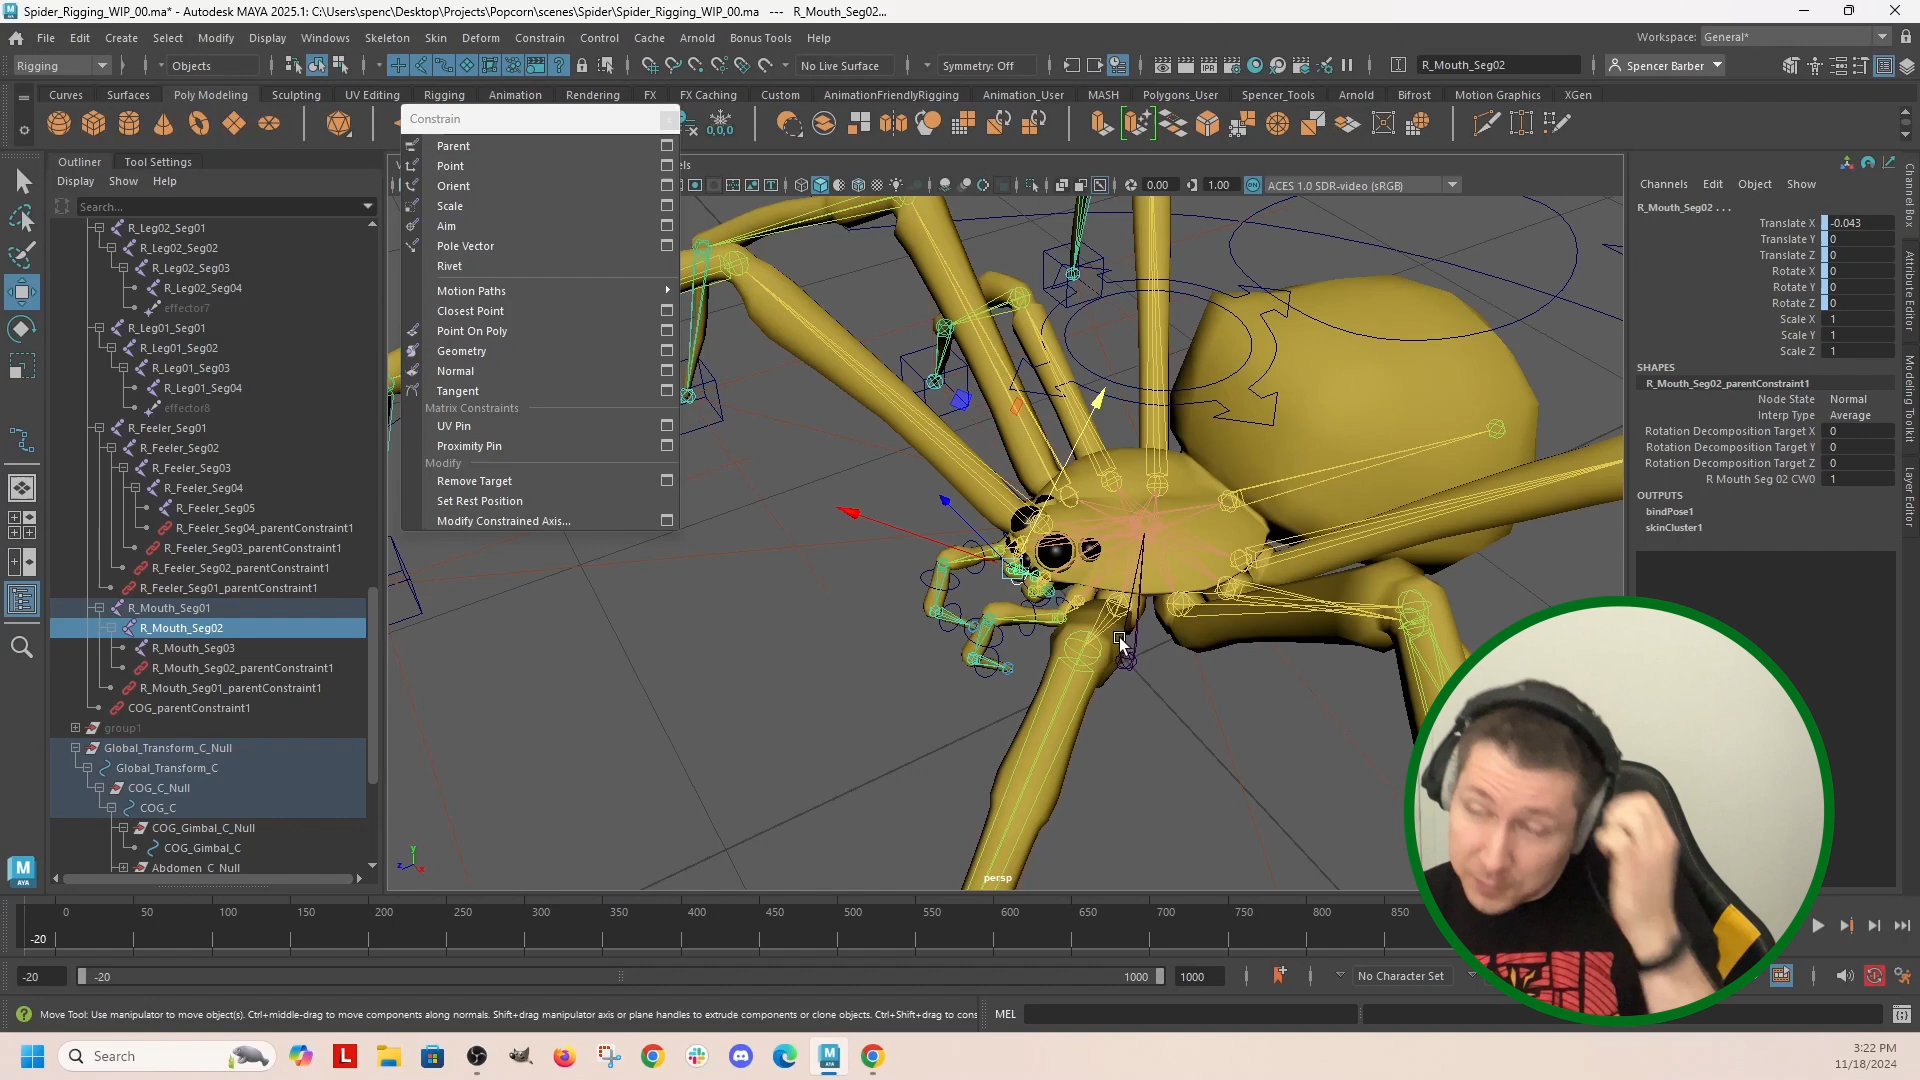 Spider_Rigging_WIP_00.ma* - Autodesk MAYA 2025.1: C:\Users\spenc\Desktop\Projects\Popcorn\scenes\Spider\Spider_Rigging_WIP_00.ma --- R_Mouth_Seg02...
File Edit Create Select Modify Display Windows Skeleton Skin Deform Constrain Control Cache Arnold Bonus Tools Help
Workspace: General*
Rigging Objects No Live Surface Symmetry: Off R_Mouth_Seg02 Spencer Barber
Curves Surfaces Poly Modeling Sculpting UV Editing Rigging Animation Rendering FX FX Caching Custom AnimationFriendlyRigging Animation_User MASH Polygons_User Spencer_Tools Arnold Bifrost Motion Graphics XGen
IPR
0,0,0
Constrain
Parent
Point
Orient
Scale
Aim
Pole Vector
Rivet
Motion Paths
Closest Point
Point On Poly
Geometry
Normal
Tangent
Matrix Constraints
UV Pin
Proximity Pin
Modify
Remove Target
Set Rest Position
Modify Constrained Axis...
Outliner Tool Settings
Display Show Help
Search...
R_Leg02_Seg01
R_Leg02_Seg02
R_Leg02_Seg03
R_Leg02_Seg04
effector7
R_Leg01_Seg01
R_Leg01_Seg02
R_Leg01_Seg03
R_Leg01_Seg04
effector8
R_Feeler_Seg01
R_Feeler_Seg02
R_Feeler_Seg03
R_Feeler_Seg04
R_Feeler_Seg05
R_Feeler_Seg04_parentConstraint1
R_Feeler_Seg03_parentConstraint1
R_Feeler_Seg02_parentConstraint1
R_Feeler_Seg01_parentConstraint1
R_Mouth_Seg01
R_Mouth_Seg02
R_Mouth_Seg03
R_Mouth_Seg02_parentConstraint1
R_Mouth_Seg01_parentConstraint1
COG_parentConstraint1
group1
Global_Transform_C_Null
Global_Transform_C
COG_C_Null
COG_C
COG_Gimbal_C_Null
COG_Gimbal_C
Abdomen_C_Null
els
0.00 1.00 ACES 1.0 SDR-video (sRGB)
persp
y
z
x
Channels Edit Object Show
R_Mouth_Seg02 . . .
Translate X -0.043
Translate Y 0
Translate Z 0
Rotate X 0
Rotate Y 0
Rotate Z 0
Scale X 1
Scale Y 1
Scale Z 1
SHAPES
R_Mouth_Seg02_parentConstraint1
Node State Normal
Interp Type Average
Rotation Decomposition Target X 0
Rotation Decomposition Target Y 0
Rotation Decomposition Target Z 0
R Mouth Seg 02 CW0 1
OUTPUTS
bindPose1
skinCluster1
Channel Box
Attribute Editor
Modeling Toolkit
Layer Editor
0 50 100 150 200 250 300 350 400 450 500 550 600 650 700 750 800 850
-20
-20 -20 1000 1000 No Character Set
Move Tool: Use manipulator to move object(s). Ctrl+middle-drag to move components along normals. Shift+drag manipulator axis or plane handles to extrude components or clone objects. Ctrl+Shift+drag to cons
MEL
Search
3:22 PM
11/18/2024